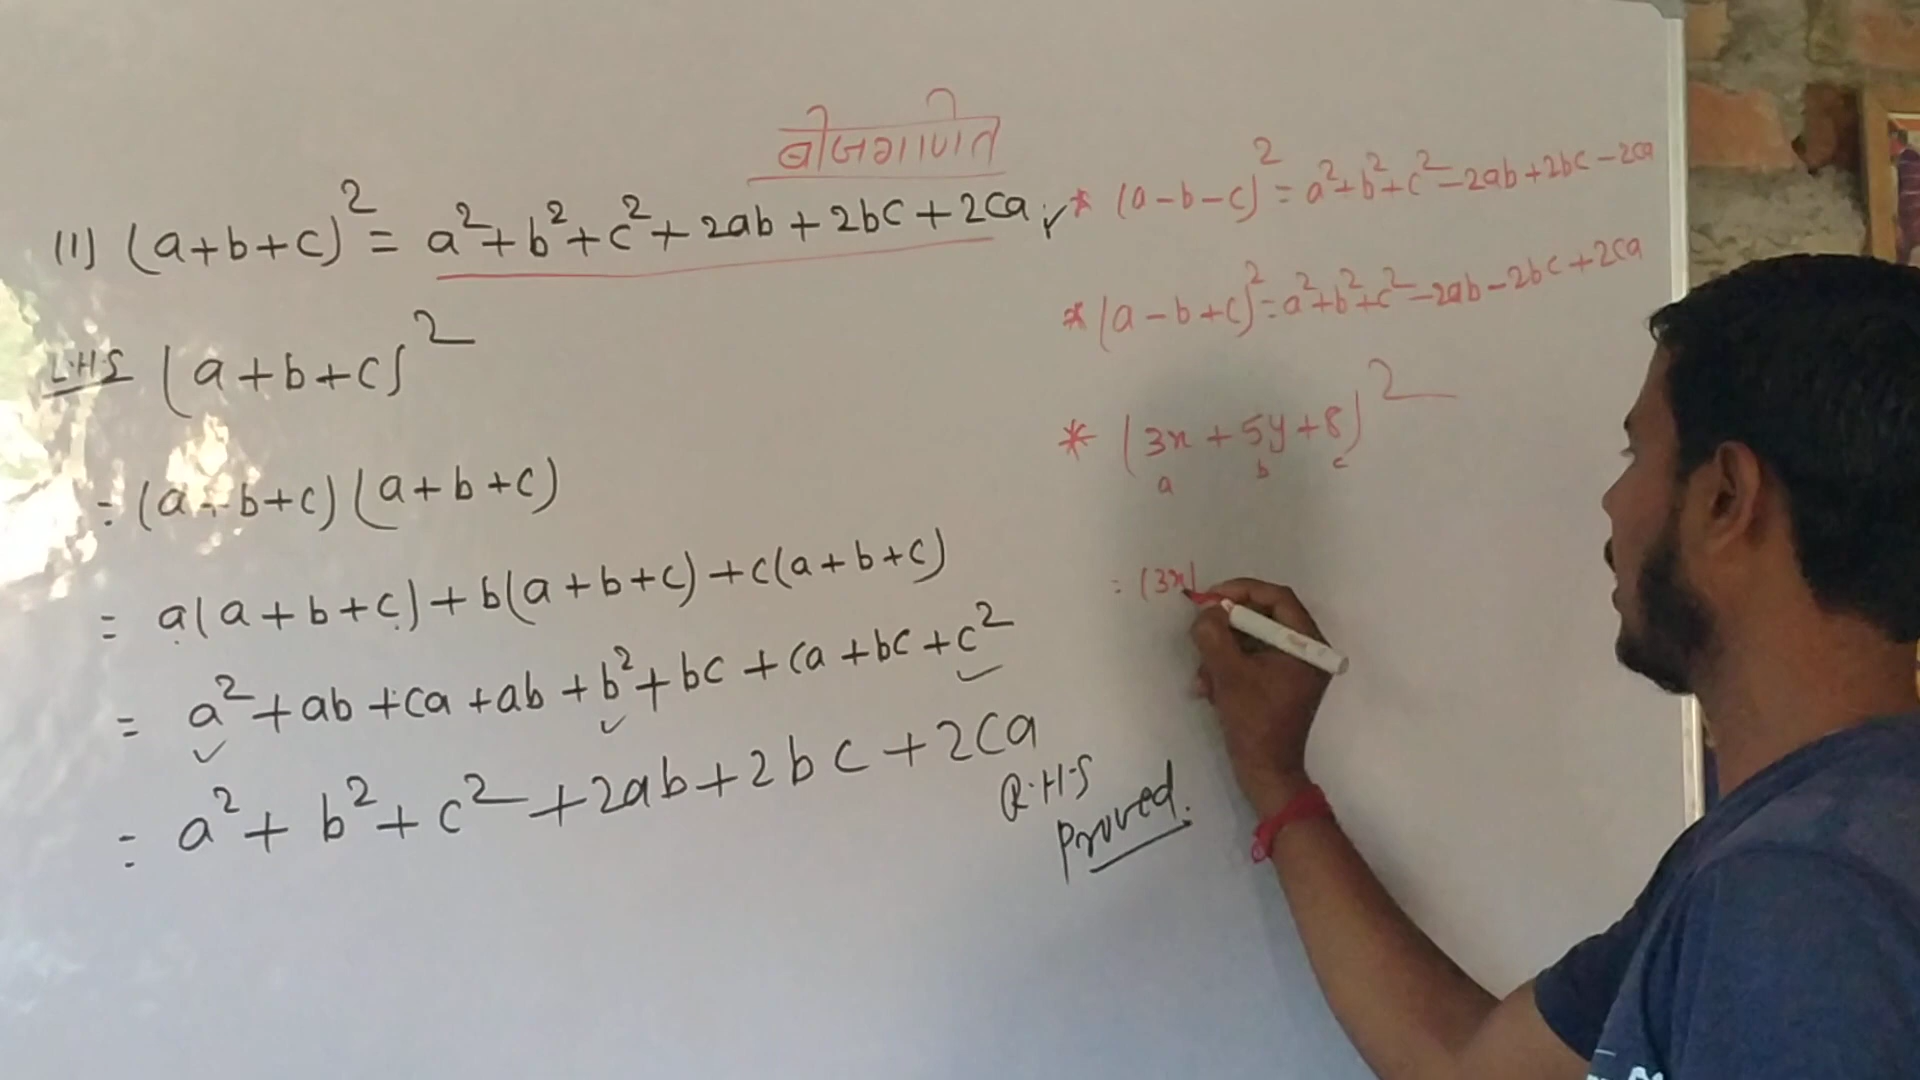 बीजगणित
(1) (a+b+c)² = a²+b²+c²+2ab+2bc+2ca
L.H.S (a+b+c)²
= (a+b+c)(a+b+c)
= a(a+b+c)+b(a+b+c)+c(a+b+c)
= a²+ab+ca+ab+b²+bc+ca+bc+c²
= a²+b²+c²+2ab+2bc+2ca
R.H.S
Proved.
* (a-b-c)² = a²+b²+c²-2ab+2bc-2ca
* (a-b+c)² = a²+b²+c²-2ab-2bc+2ca
* (3x+5y+8)²
a b c
= (3x)